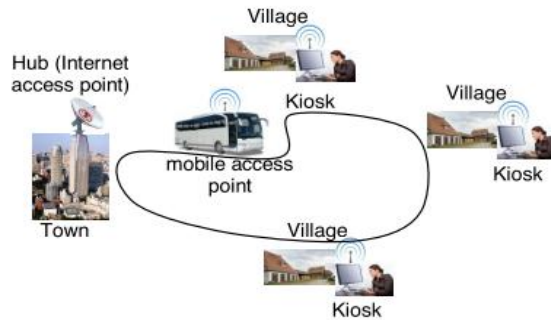 Village
Hub (Internet
access point)
Kiosk
Village
mobile access
point
Kiosk
Town
Village
Kiosk